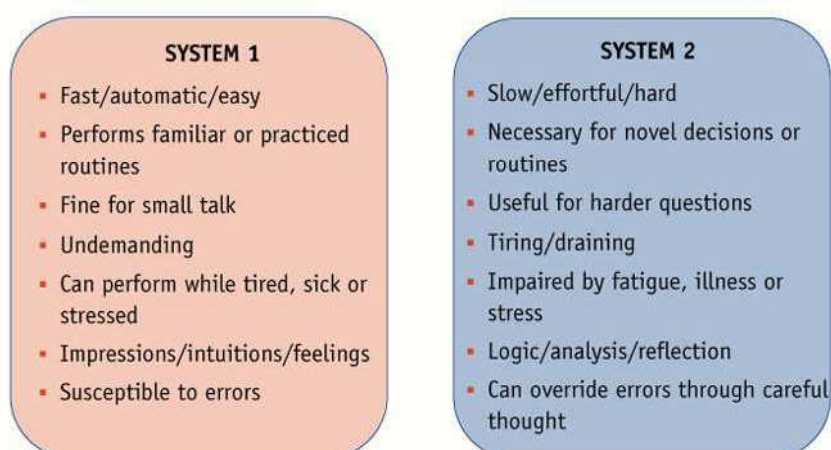 SYSTEM 1
▪ Fast/automatic/easy
▪ Performs familiar or practiced
routines
▪ Fine for small talk
▪ Undemanding
▪ Can perform while tired, sick or
stressed
▪ Impressions/intuitions/feelings
▪ Susceptible to errors
SYSTEM 2
▪ Slow/effortful/hard
▪ Necessary for novel decisions or
routines
▪ Useful for harder questions
▪ Tiring/draining
▪ Impaired by fatigue, illness or
stress
▪ Logic/analysis/reflection
▪ Can override errors through careful
thought